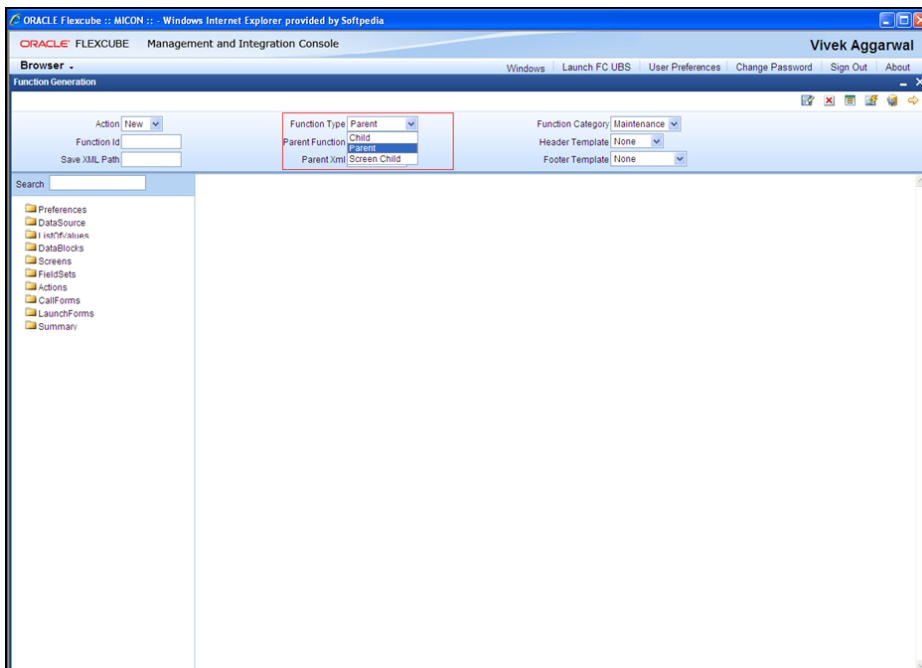 ORACLE Flexcube :: MICON :: - Windows Internet Explorer provided by Softpedia
ORACLE FLEXCUBE Management and Integration Console
Vivek Aggarwal
Browser
Windows Launch FC UBS User Preferences Change Password Sign Out About
Function Generation
Action New
Function Type Parent
Function Category Maintenance
Function Id
Parent Function
Child
Parent
Header Template None
Save XML Path
Parent Xml
Screen Child
Footer Template None
Search
Preferences
DataSource
ListOfValues
DataBlocks
Screens
FieldSets
Actions
CallForms
LaunchForms
Summary